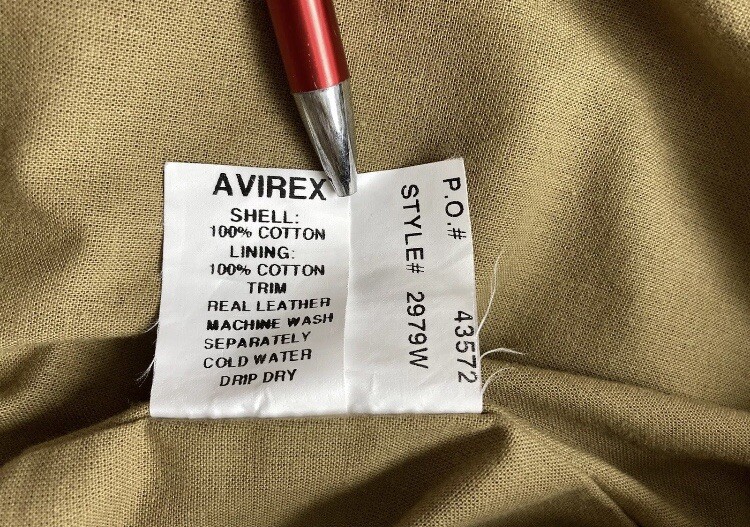 AVIREX
SHELL:
100% COTTON
LINING:
100% COTTON
TRIM
REAL LEATHER
MACHINE WASH
SEPARATELY
COLD WATER
DRIP DRY
P.O.# 43572
STYLE# 2979W